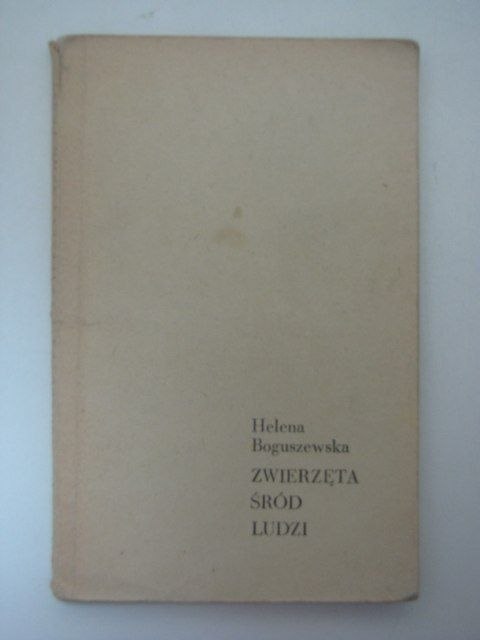 Helena
Boguszewska
ZWIERZĘTA
ŚRÓD
LUDZI